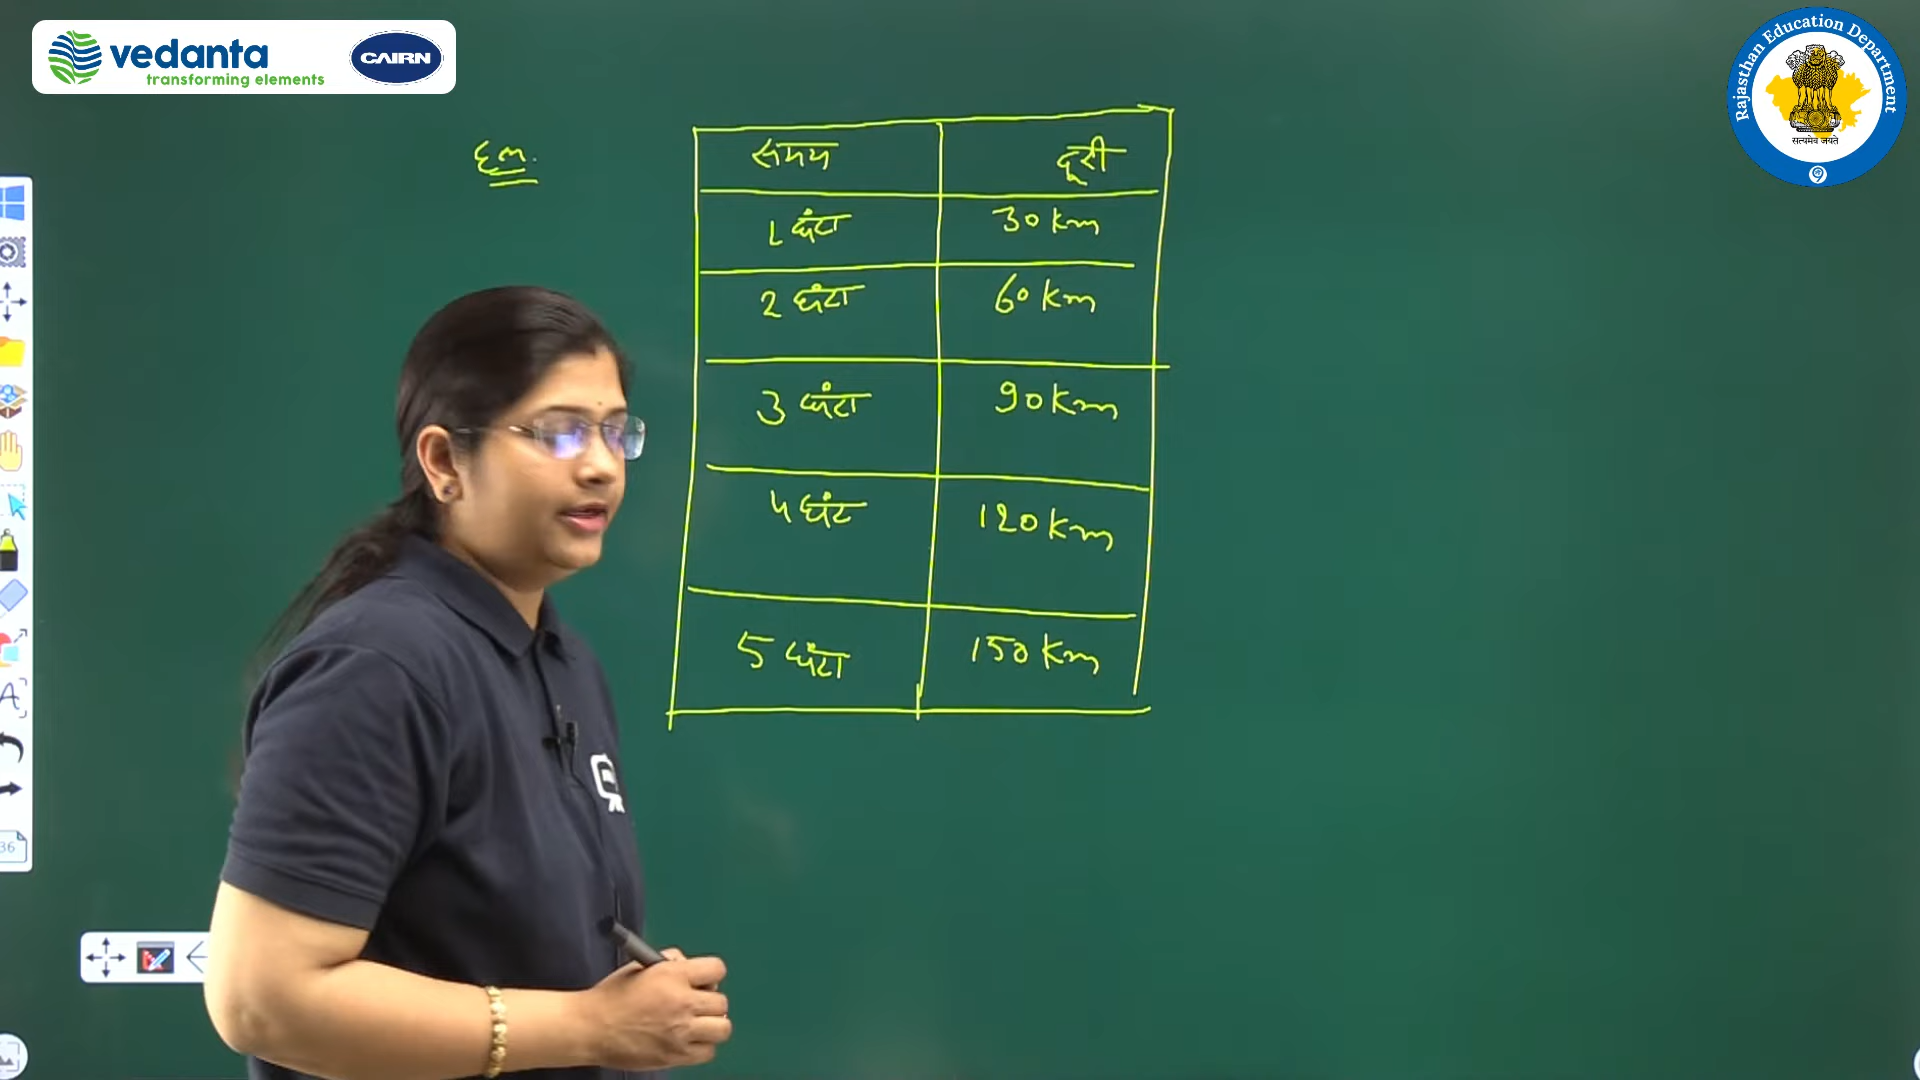 vedanta
transforming elements
CAIRN
Rajasthan Education Department
सत्यमेव जयते
हल.
समय दूरी
1 घंटा 30 km
2 घंटा 60 km
3 घंटा 90 km
4 घंट 120 km
5 घंटा 150 km
36